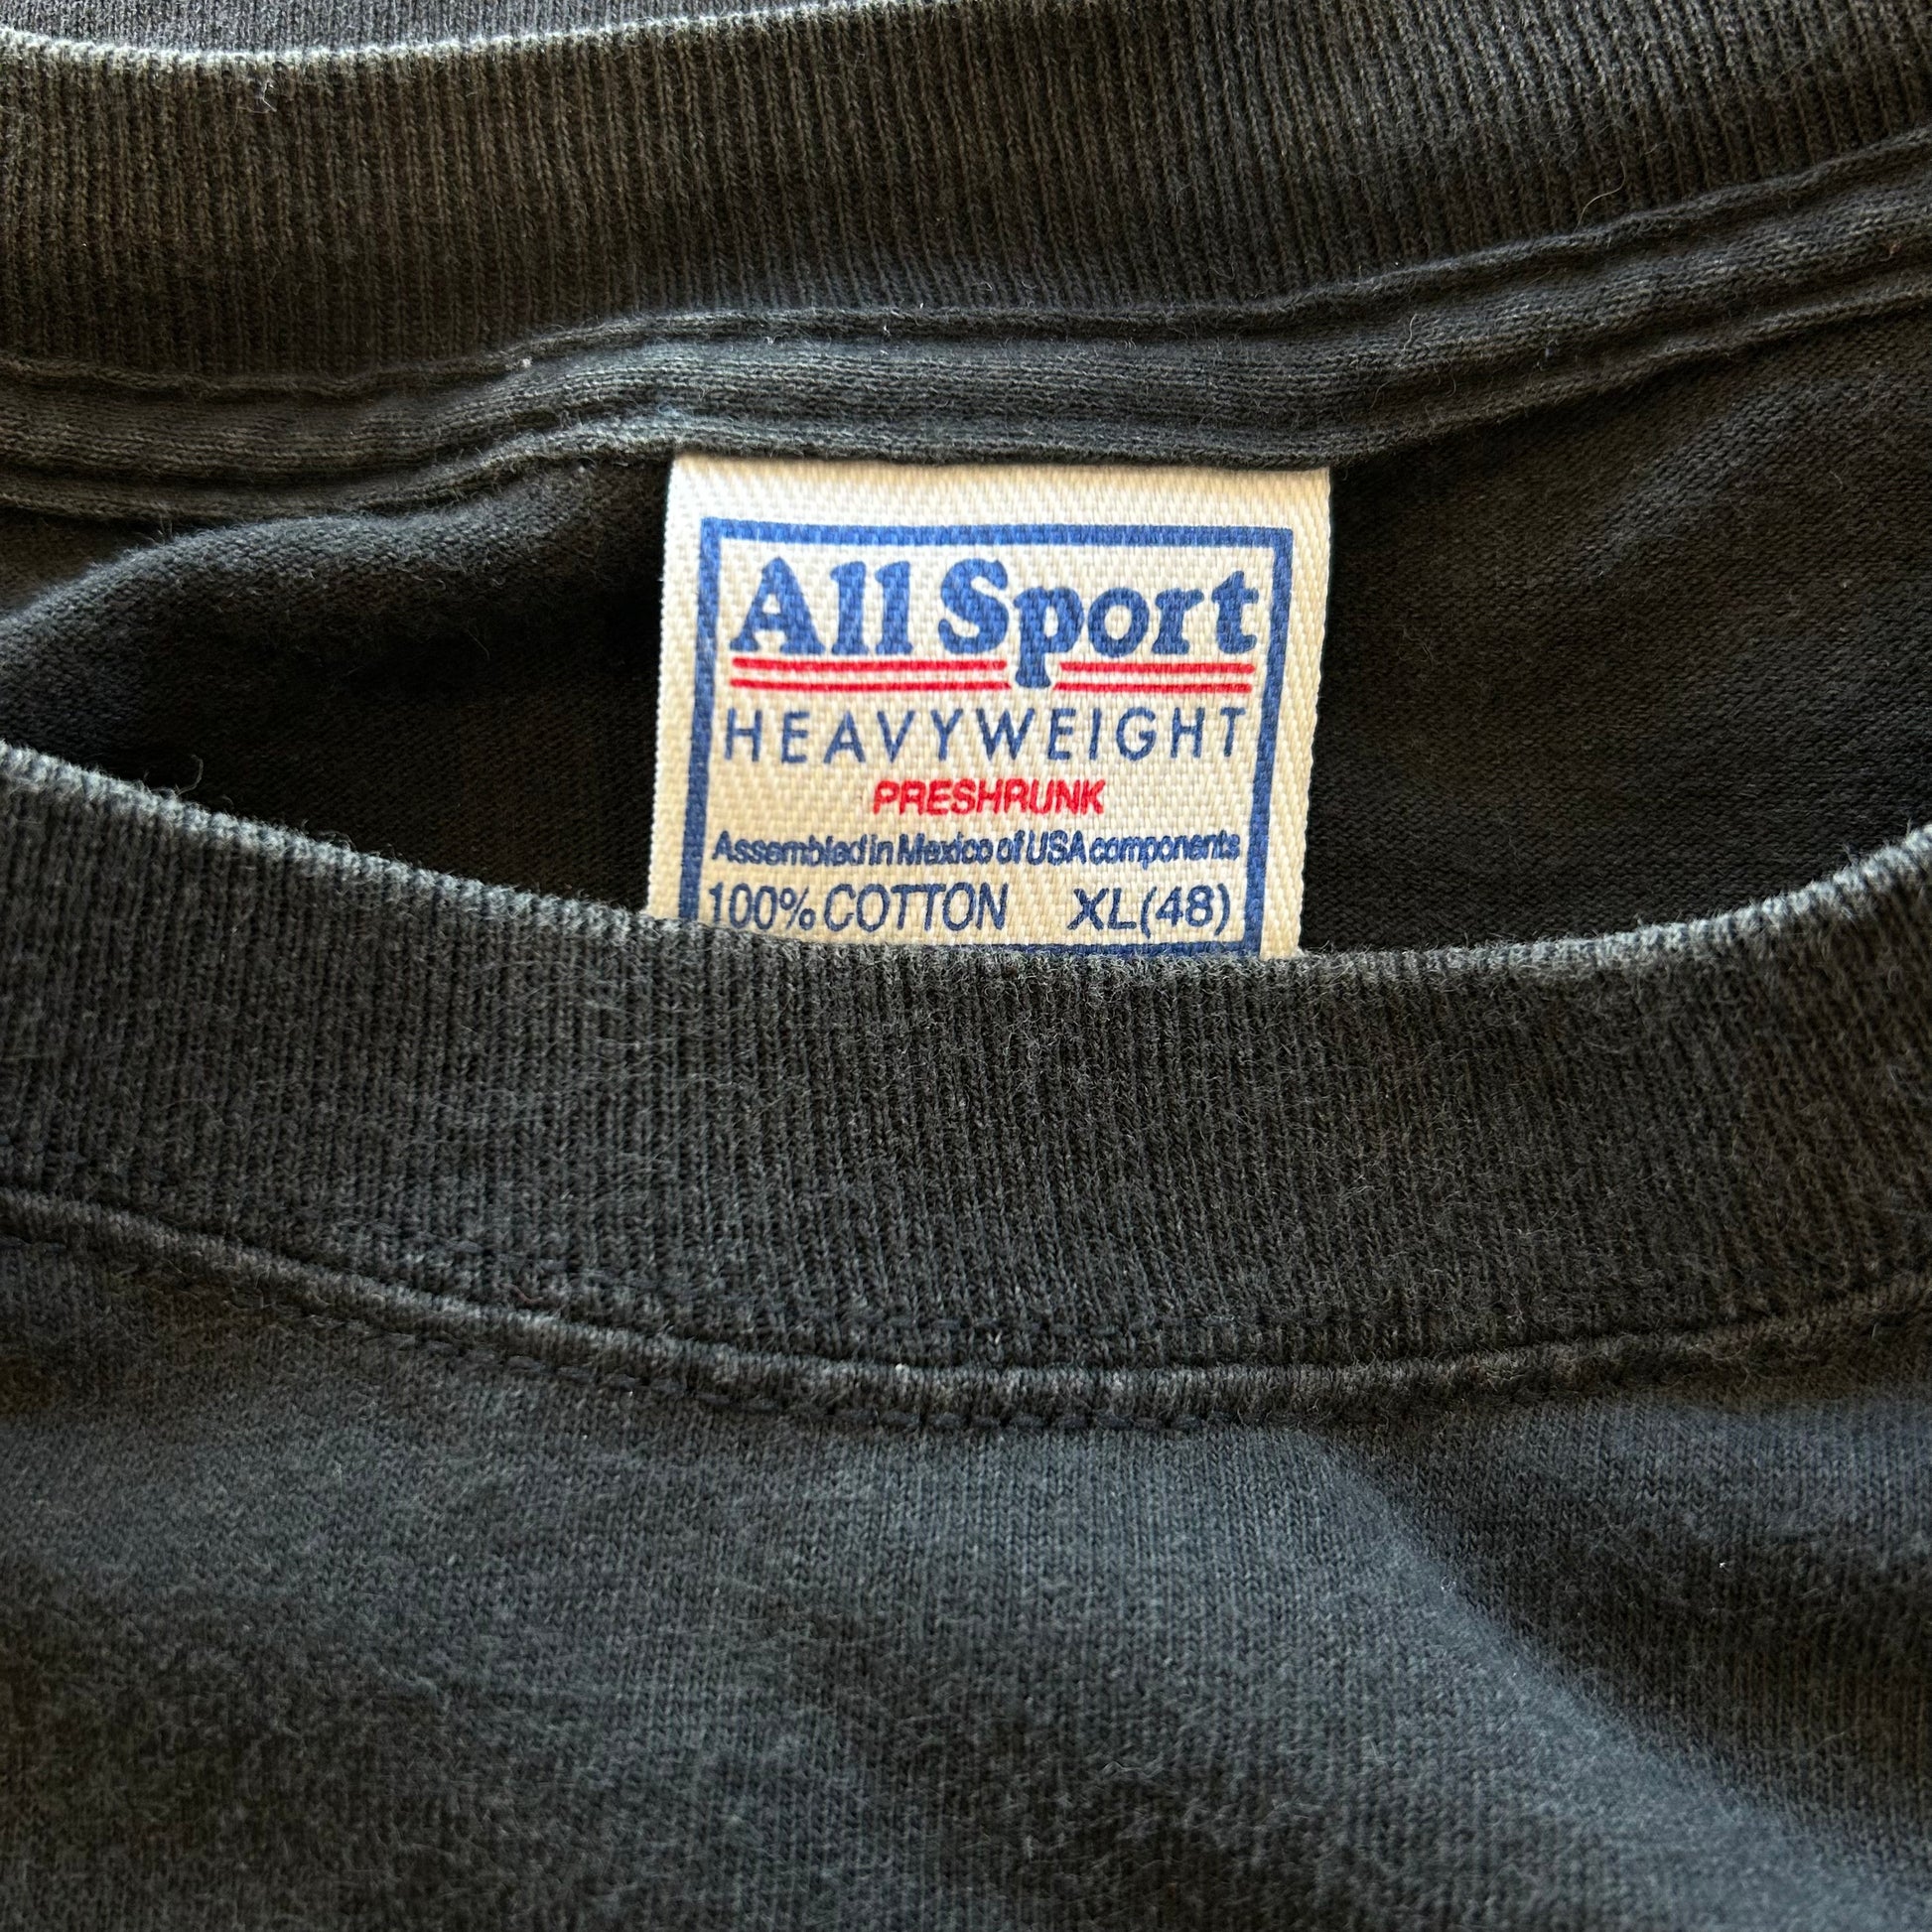 All Sport
HEAVYWEIGHT
PRESHRUNK
Assembled in Mexico of USA components
100% COTTON XL(48)